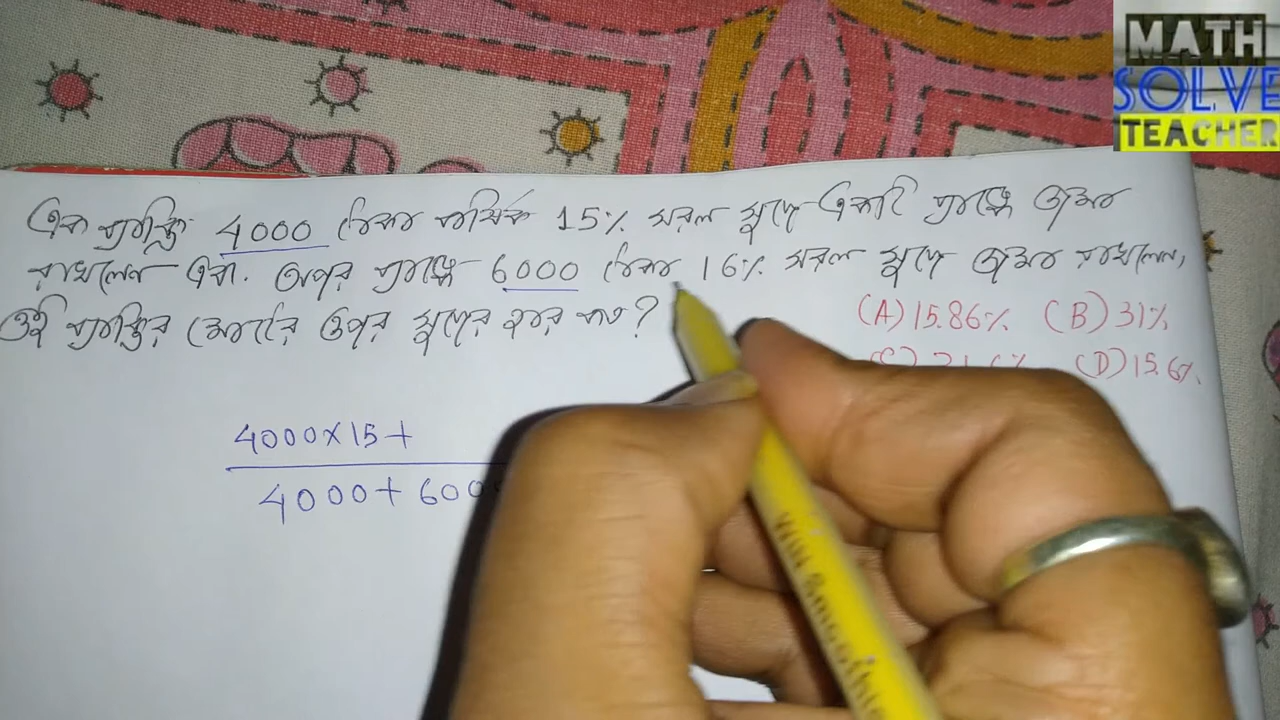 MATH
SOLVE
TEACHER
এক ব্যক্তি 4000 টাকা বার্ষিক 15% সরল সুদে একটি ব্যাঙ্কে জমা
রাখলেন এবং অপর ব্যাঙ্কে 6000 টাকা 16% সরল সুদে জমা রাখলেন,
ওই ব্যক্তির মোটের ওপর সুদের হার কত?
(A) 15.86% (B) 31%
(D) 15.6%
4000×15+
4000+600